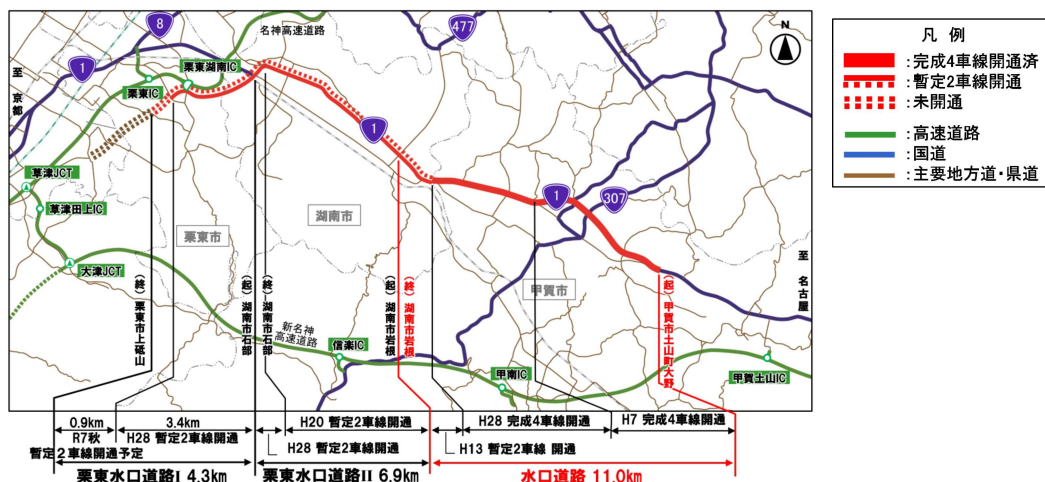 8
名神高速道路
477
N
1
栗東湖南IC
至 京都
栗東IC
1
草津JCT
草津田上IC
湖南市
栗東市
大津JCT
1
307
甲賀市
至 名古屋
(終) 栗東市上砥山
(起) 湖南市石部
(終) 湖南市石部
(起) 湖南市岩根
(終) 湖南市岩根
(起) 甲賀市土山町大野
新名神
高速道路
信楽IC
甲南IC
甲賀土山IC
0.9km
3.4km
H20 暫定2車線開通
H28 完成4車線開通
H7 完成4車線開通
R7秋
暫定2車線開通予定
H28 暫定2車線開通
H28 暫定2車線開通
H13 暫定2車線 開通
栗東水口道路Ⅰ 4.3km
栗東水口道路Ⅱ 6.9km
水口道路 11.0km
凡 例
:完成4車線開通済
:暫定2車線開通
:未開通
:高速道路
:国道
:主要地方道・県道